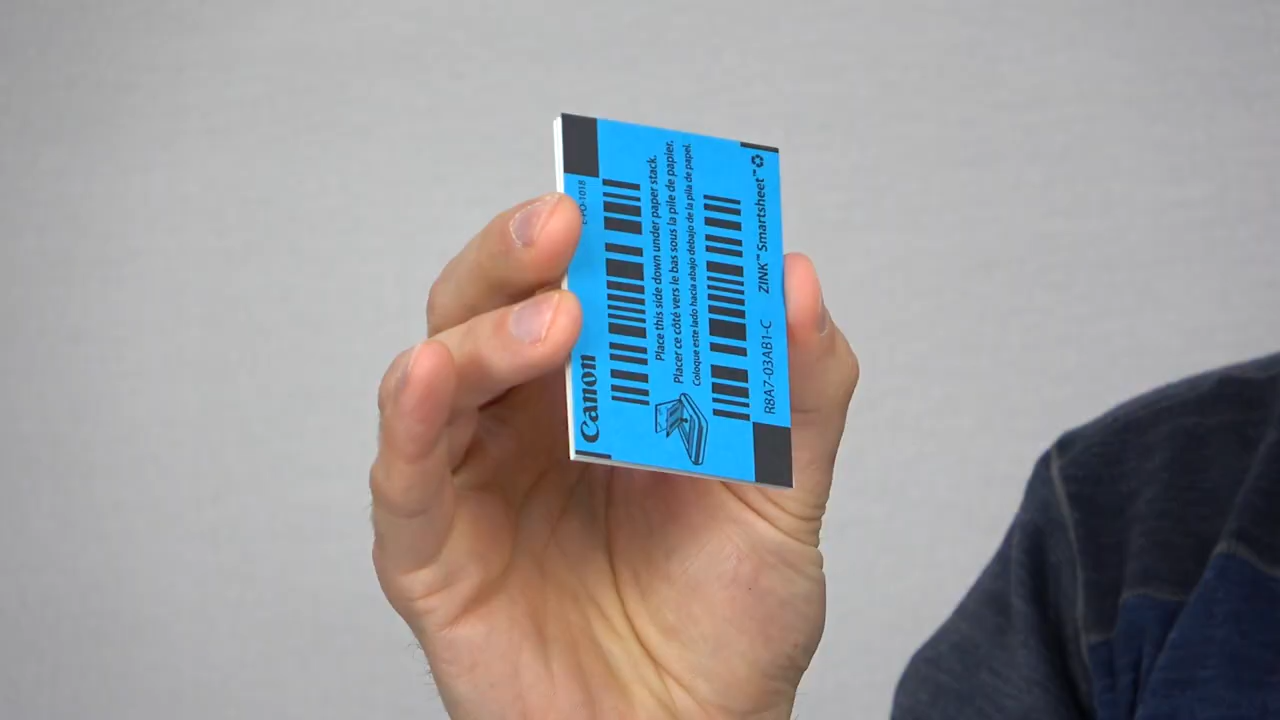 Canon
Place this side down under paper stack.
Placer ce côté vers le bas sous la pile de papier.
Coloque este lado hacia abajo debajo de la pila de papel.
R8A7-03AB1-C ZINK™ Smartsheet™